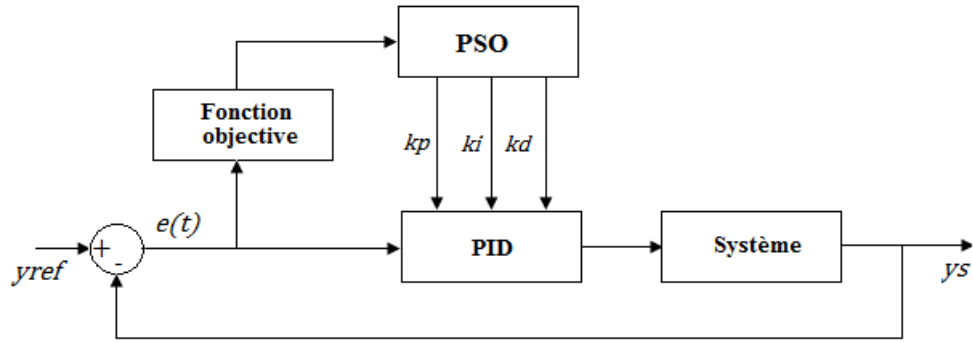 PSO
Fonction
objective
kp
ki
kd
e(t)
+
-
yref
PID
Système
ys